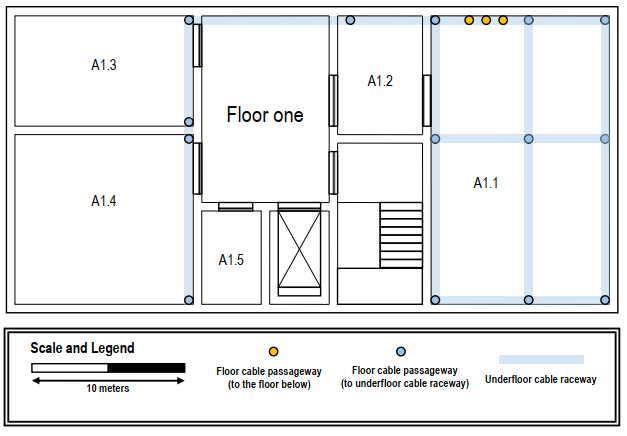 A1.3
A1.2
Floor one
A1.1
A1.4
A1.5
Scale and Legend
10 meters
Floor cable passageway
(to the floor below)
Floor cable passageway
(to underfloor cable raceway)
Underfloor cable raceway